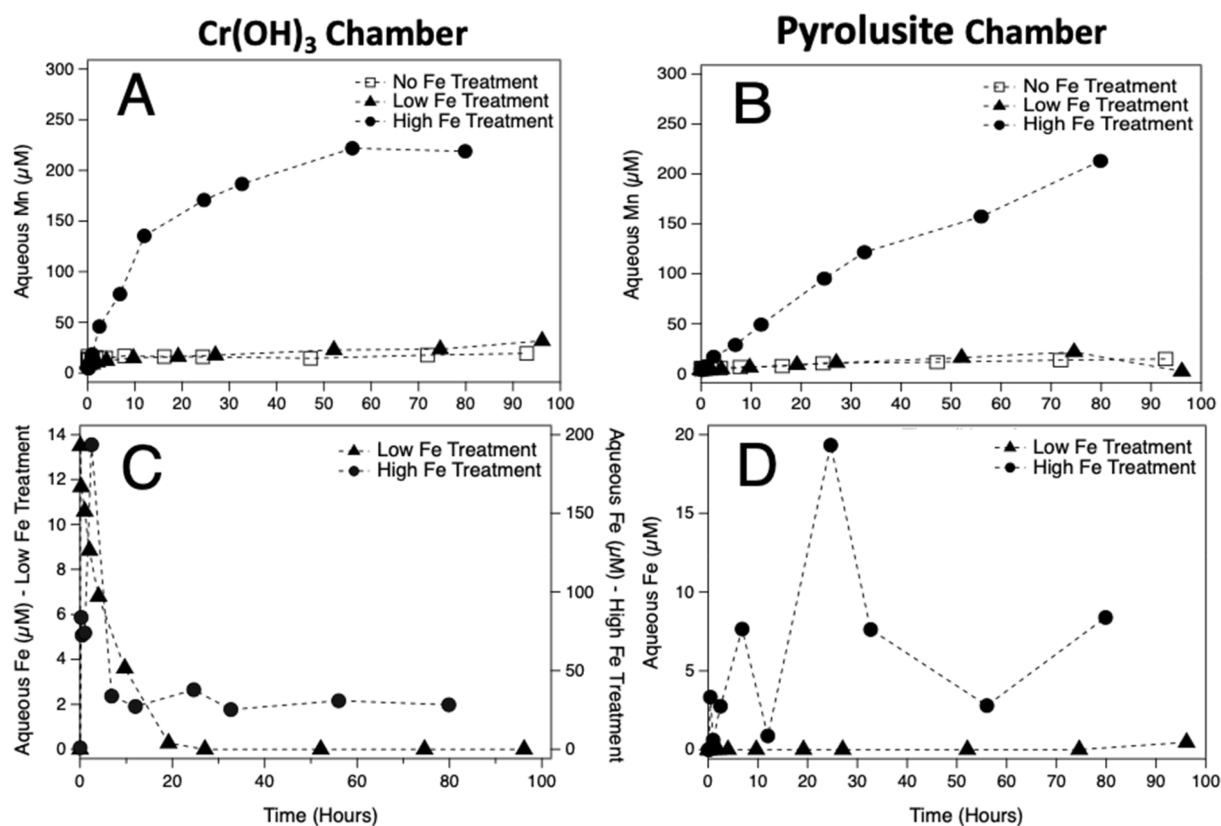 Cr(OH)₃ Chamber
Pyrolusite Chamber
A
No Fe Treatment
Low Fe Treatment
High Fe Treatment
Aqueous Mn (µM)
300
250
200
150
100
50
0
0 10 20 30 40 50 60 70 80 90 100
B
No Fe Treatment
Low Fe Treatment
High Fe Treatment
Aqueous Mn (µM)
300
250
200
150
100
50
0
0 10 20 30 40 50 60 70 80 90 100
C
Low Fe Treatment
High Fe Treatment
Aqueous Fe (µM) - Low Fe Treatment
14
12
10
8
6
4
2
0
200
150
100
50
0
Aqueous Fe (µM) - High Fe Treatment
0 20 40 60 80 100
Time (Hours)
D
Low Fe Treatment
High Fe Treatment
Aqueous Fe (µM)
20
15
10
5
0
0 10 20 30 40 50 60 70 80 90 100
Time (Hours)